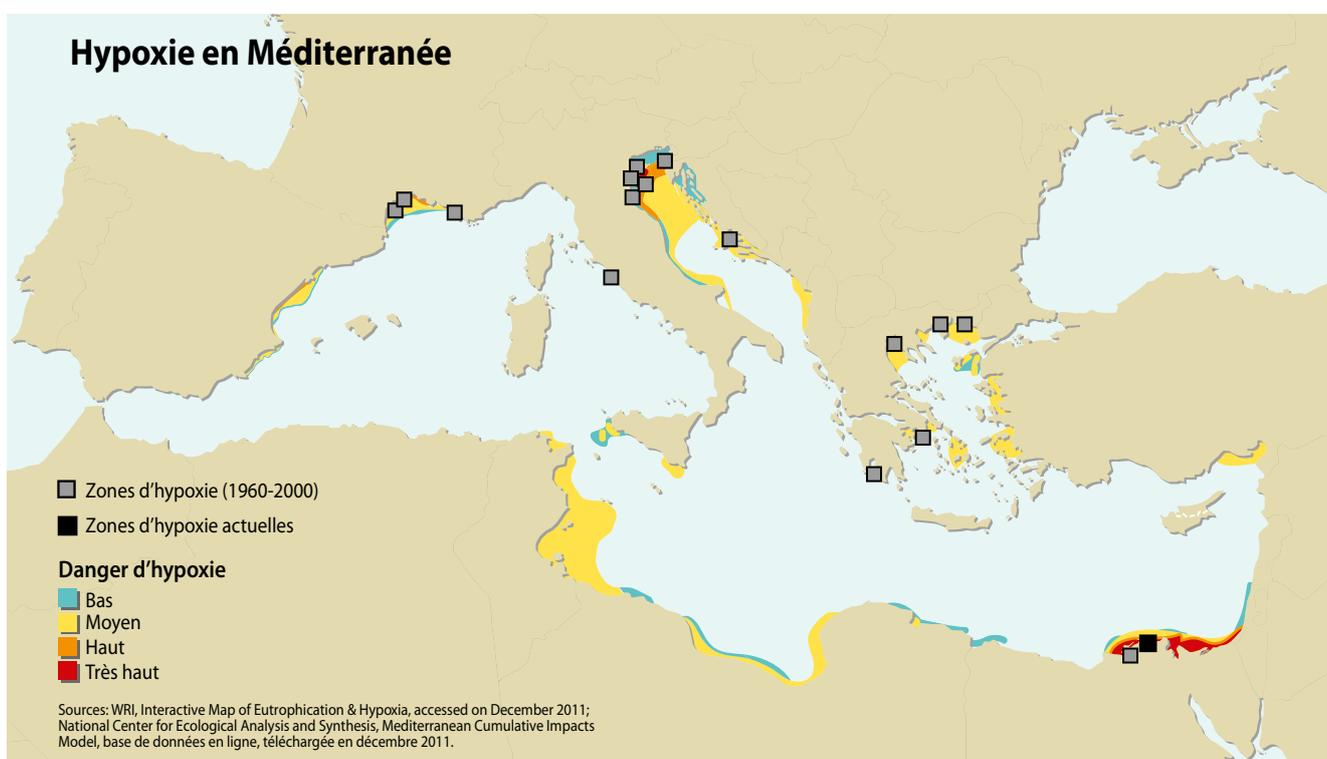 Hypoxie en Méditerranée
Zones d'hypoxie (1960-2000)
Zones d'hypoxie actuelles
Danger d'hypoxie
Bas
Moyen
Haut
Très haut
Sources: WRI, Interactive Map of Eutrophication & Hypoxia, accessed on December 2011;
National Center for Ecological Analysis and Synthesis, Mediterranean Cumulative Impacts
Model, base de données en ligne, téléchargée en décembre 2011.